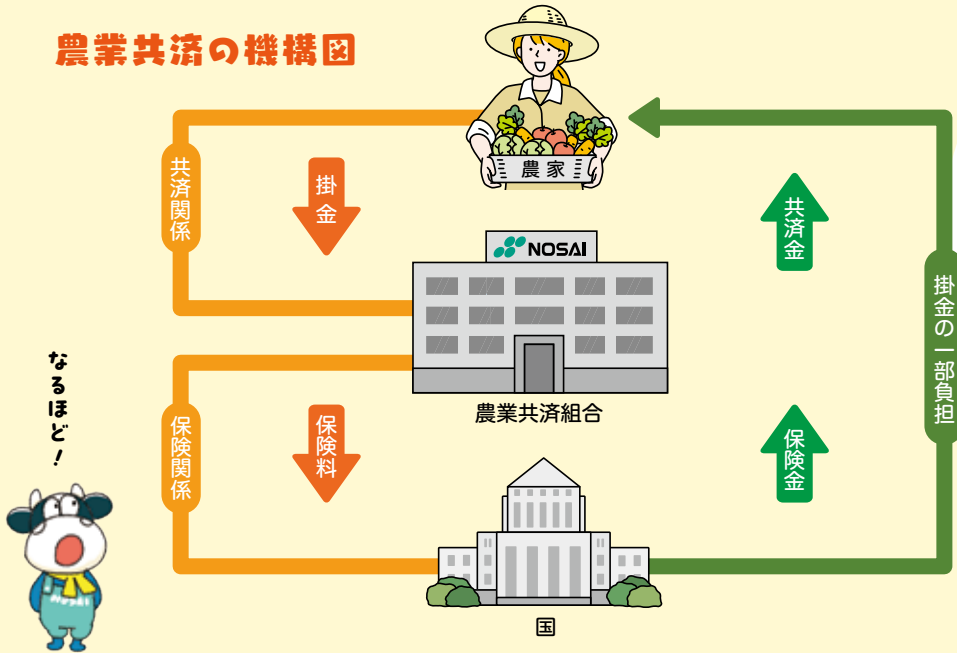 農業共済の機構図
農家
共済関係
掛金
共済金
NOSAI
農業共済組合
掛金の一部負担
なるほど!
保険関係
保険料
保険金
国
NOSAI